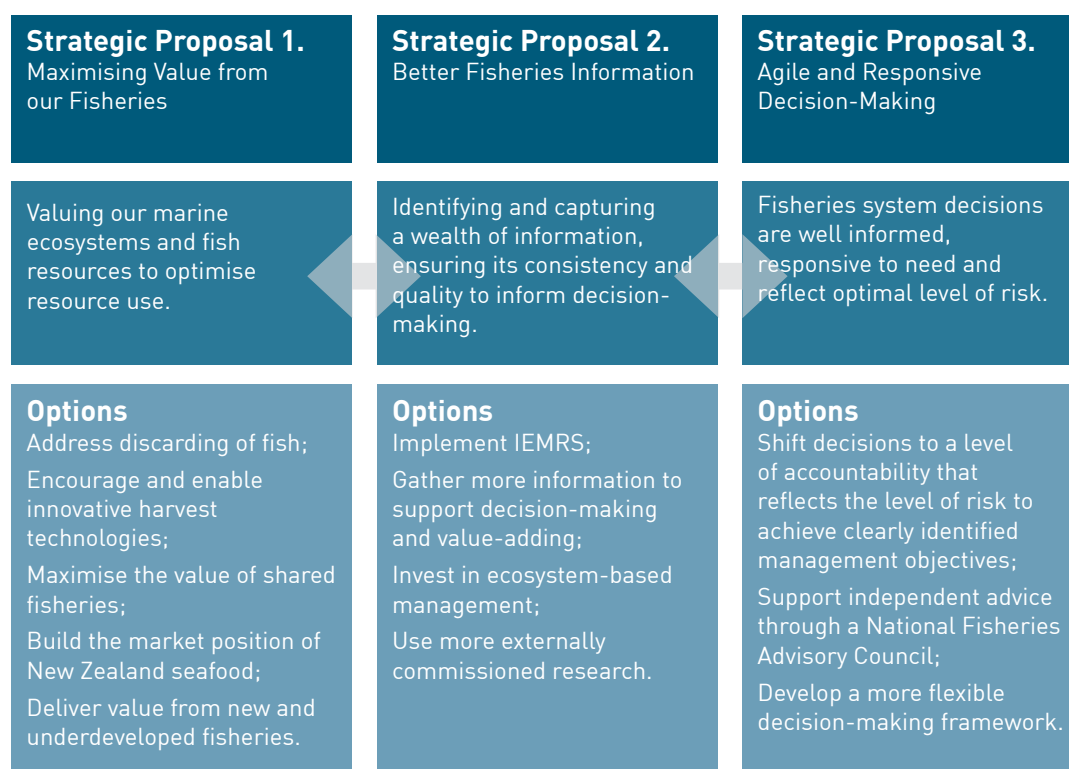 Strategic Proposal 1.
Maximising Value from
our Fisheries
Valuing our marine
ecosystems and fish
resources to optimise
resource use.
Options
Address discarding of fish;
Encourage and enable
innovative harvest
technologies;
Maximise the value of shared
fisheries;
Build the market position of
New Zealand seafood;
Deliver value from new and
underdeveloped fisheries.
Strategic Proposal 2.
Better Fisheries Information
Identifying and capturing
a wealth of information,
ensuring its consistency and
quality to inform decision-
making.
Options
Implement IEMRS;
Gather more information to
support decision-making
and value-adding;
Invest in ecosystem-based
management;
Use more externally
commissioned research.
Strategic Proposal 3.
Agile and Responsive
Decision-Making
Fisheries system decisions
are well informed,
responsive to need and
reflect optimal level of risk.
Options
Shift decisions to a level
of accountability that
reflects the level of risk to
achieve clearly identified
management objectives;
Support independent advice
through a National Fisheries
Advisory Council;
Develop a more flexible
decision-making framework.